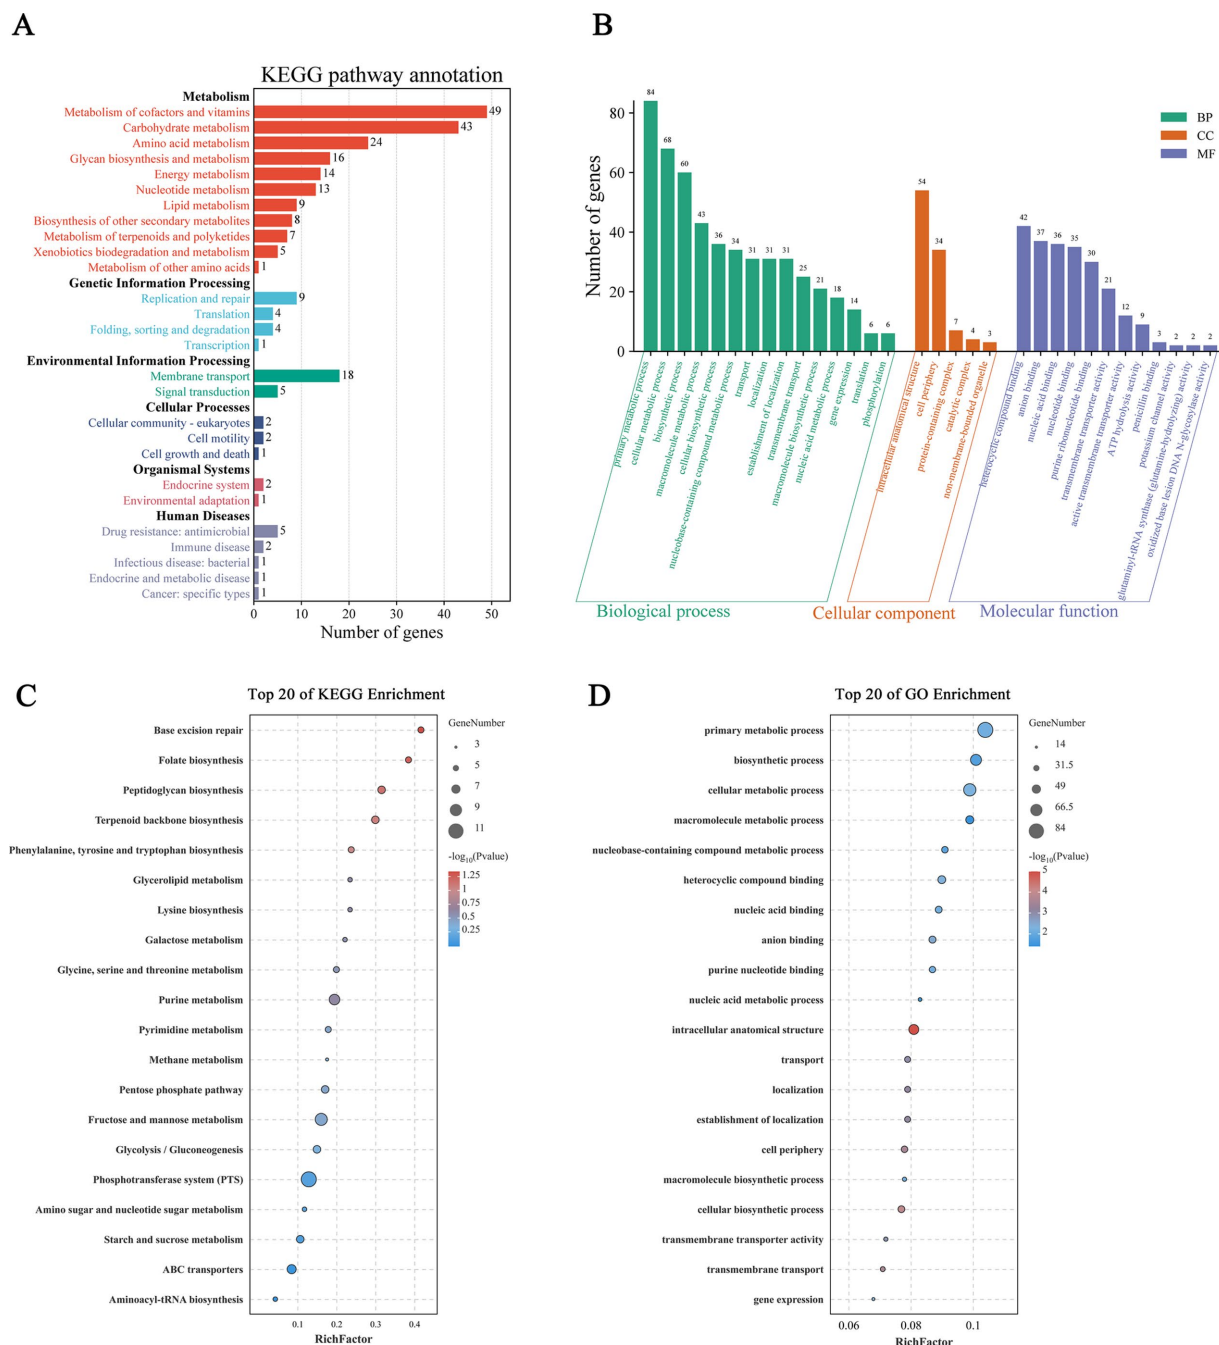 A
KEGG pathway annotation
Metabolism
Metabolism of cofactors and vitamins 49
Carbohydrate metabolism 43
Amino acid metabolism 24
Glycan biosynthesis and metabolism 16
Energy metabolism 14
Nucleotide metabolism 13
Lipid metabolism 9
Biosynthesis of other secondary metabolites 8
Metabolism of terpenoids and polyketides 7
Xenobiotics biodegradation and metabolism 5
Metabolism of other amino acids 1
Genetic Information Processing
Replication and repair 9
Translation 4
Folding, sorting and degradation 4
Transcription 1
Environmental Information Processing
Membrane transport 18
Signal transduction 5
Cellular Processes
Cellular community - eukaryotes 2
Cell motility 2
Cell growth and death 1
Organismal Systems
Endocrine system 2
Environmental adaptation 1
Human Diseases
Drug resistance: antimicrobial 5
Immune disease 2
Infectious disease: bacterial 1
Endocrine and metabolic disease 1
Cancer: specific types 1
0 10 20 30 40 50
Number of genes
B
Number of genes
80
60
40
20
0
84 68 60 43 36 34 31 31 31 25 21 18 14 6 6
54 34 7 4 3
42 37 36 35 30 21 12 9 3 2 2 2
BP
CC
MF
primary metabolic process
cellular metabolic process
biosynthetic process
macromolecule metabolic process
cellular biosynthetic process
nucleobase-containing compound metabolic process
transport
localization
establishment of localization
transmembrane transport
macromolecule biosynthetic process
nucleic acid metabolic process
gene expression
translation
phosphorylation
intracellular anatomical structure
cell periphery
protein-containing complex
catalytic complex
non-membrane-bounded organelle
heterocyclic compound binding
anion binding
nucleic acid binding
nucleotide binding
purine ribonucleotide binding
transmembrane transporter activity
active transmembrane transporter activity
ATP hydrolysis activity
penicillin binding
potassium channel activity
glutaminyl-tRNA synthase (glutamine-hydrolyzing) activity
oxidized base lesion DNA N-glycosylase activity
Biological process
Cellular component
Molecular function
C
Top 20 of KEGG Enrichment
Base excision repair
Folate biosynthesis
Peptidoglycan biosynthesis
Terpenoid backbone biosynthesis
Phenylalanine, tyrosine and tryptophan biosynthesis
Glycerolipid metabolism
Lysine biosynthesis
Galactose metabolism
Glycine, serine and threonine metabolism
Purine metabolism
Pyrimidine metabolism
Methane metabolism
Pentose phosphate pathway
Fructose and mannose metabolism
Glycolysis / Gluconeogenesis
Phosphotransferase system (PTS)
Amino sugar and nucleotide sugar metabolism
Starch and sucrose metabolism
ABC transporters
Aminoacyl-tRNA biosynthesis
0.1 0.2 0.3 0.4
RichFactor
GeneNumber
3
5
7
9
11
-log10(Pvalue)
1.25
1
0.75
0.5
0.25
D
Top 20 of GO Enrichment
primary metabolic process
biosynthetic process
cellular metabolic process
macromolecule metabolic process
nucleobase-containing compound metabolic process
heterocyclic compound binding
nucleic acid binding
anion binding
purine nucleotide binding
nucleic acid metabolic process
intracellular anatomical structure
transport
localization
establishment of localization
cell periphery
macromolecule biosynthetic process
cellular biosynthetic process
transmembrane transporter activity
transmembrane transport
gene expression
0.06 0.08 0.1
RichFactor
GeneNumber
14
31.5
49
66.5
84
-log10(Pvalue)
5
4
3
2
1